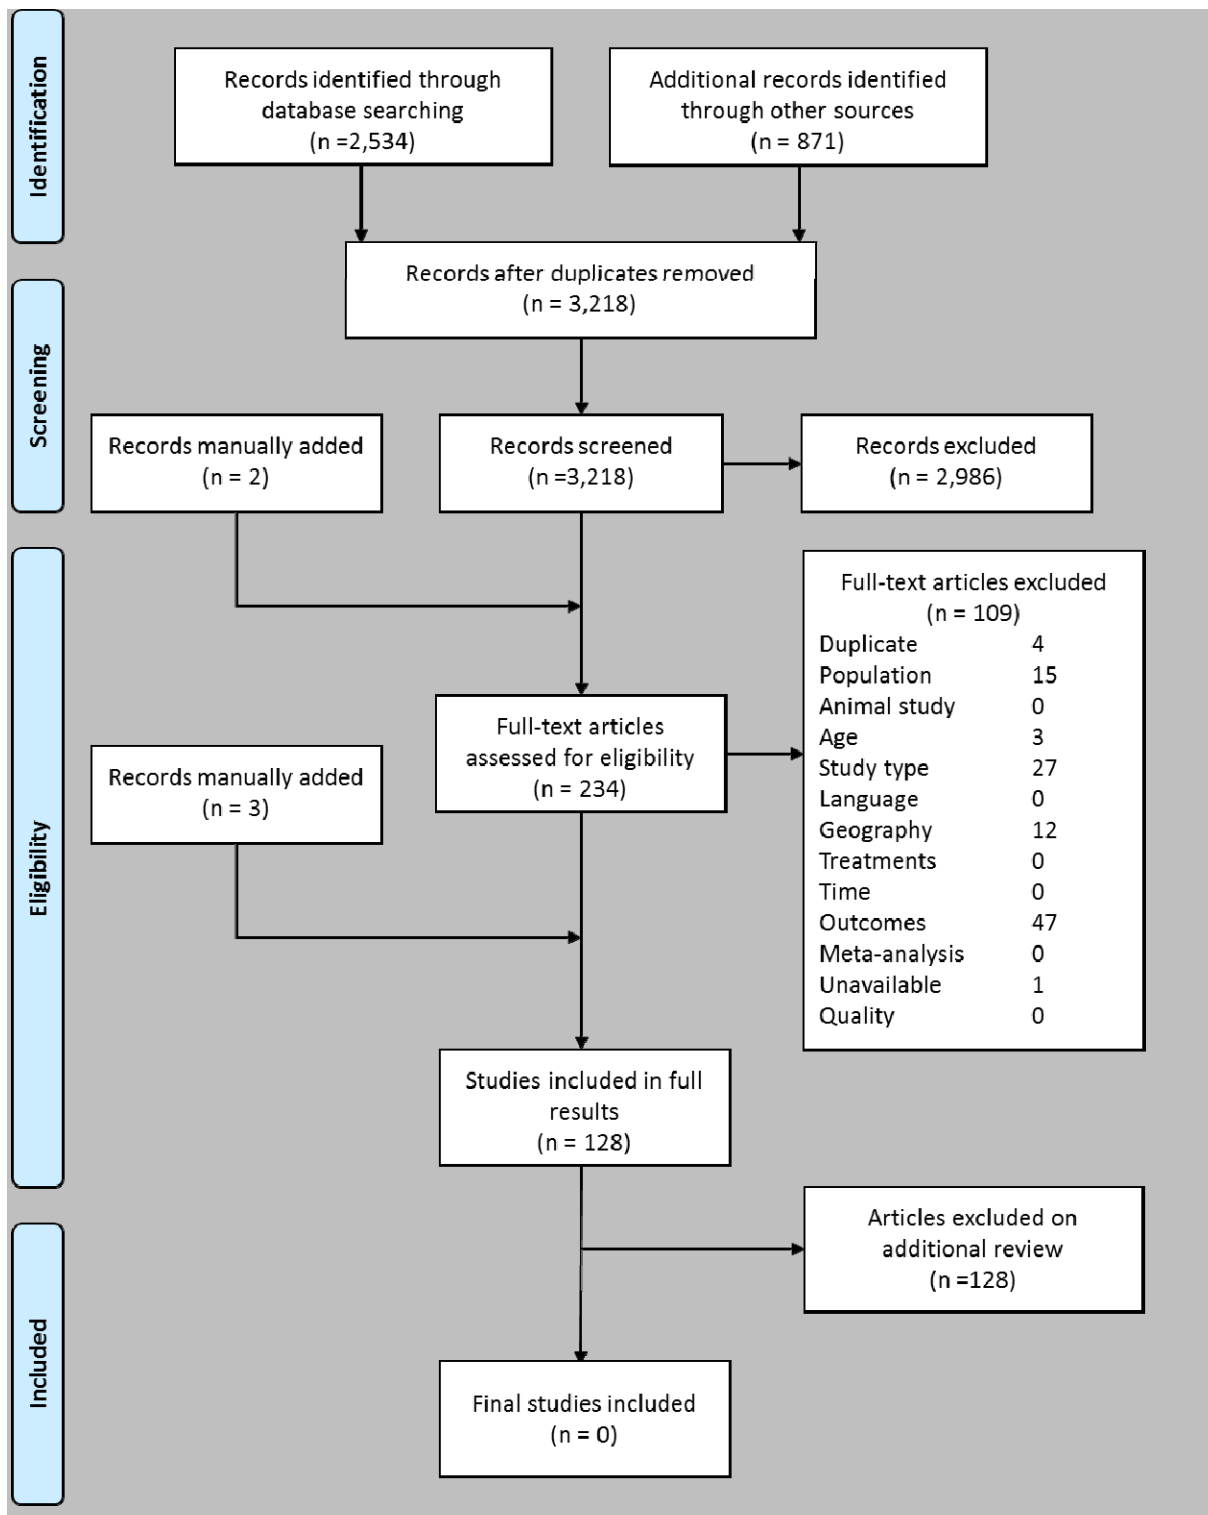 Identification
Records identified through
database searching
(n =2,534)
Additional records identified
through other sources
(n = 871)
Records after duplicates removed
(n = 3,218)
Screening
Records manually added
(n = 2)
Records screened
(n =3,218)
Records excluded
(n = 2,986)
Eligibility
Full-text articles
assessed for eligibility
(n = 234)
Full-text articles excluded
(n = 109)
Duplicate 4
Population 15
Animal study 0
Age 3
Study type 27
Language 0
Geography 12
Treatments 0
Time 0
Outcomes 47
Meta-analysis 0
Unavailable 1
Quality 0
Records manually added
(n = 3)
Studies included in full
results
(n = 128)
Articles excluded on
additional review
(n =128)
Included
Final studies included
(n = 0)